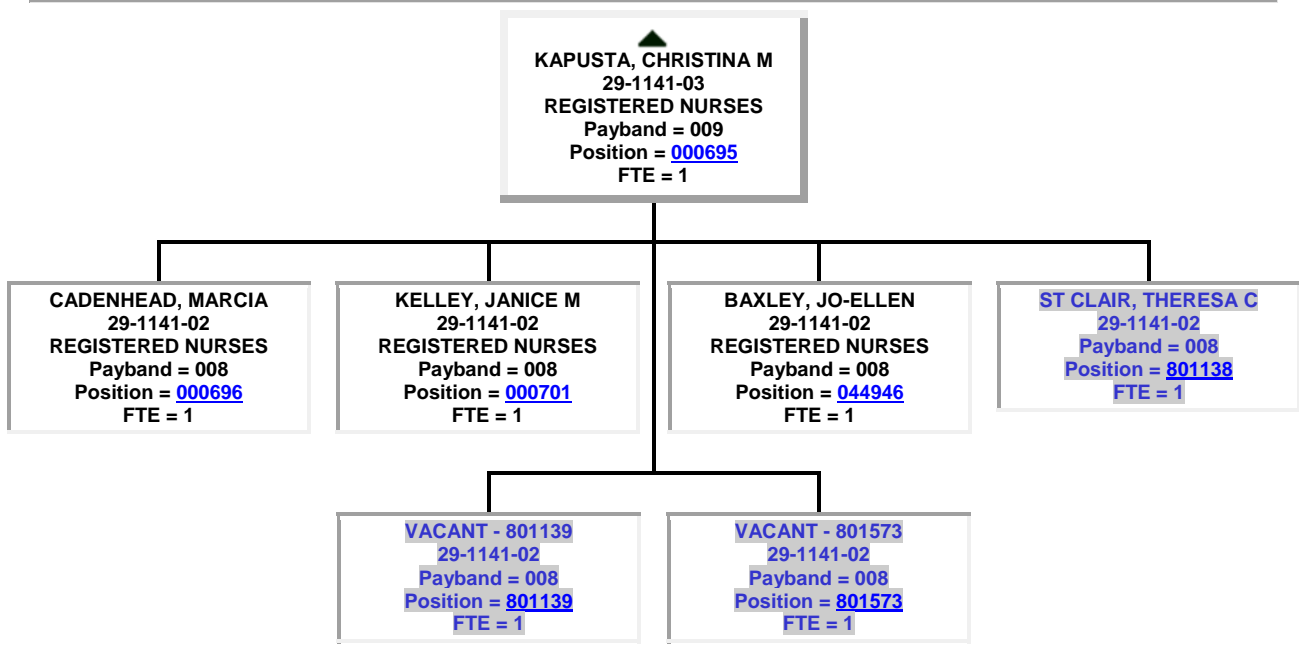 KAPUSTA, CHRISTINA M
29-1141-03
REGISTERED NURSES
Payband = 009
Position = 000695
FTE = 1
CADENHEAD, MARCIA
29-1141-02
REGISTERED NURSES
Payband = 008
Position = 000696
FTE = 1
KELLEY, JANICE M
29-1141-02
REGISTERED NURSES
Payband = 008
Position = 000701
FTE = 1
BAXLEY, JO-ELLEN
29-1141-02
REGISTERED NURSES
Payband = 008
Position = 044946
FTE = 1
ST CLAIR, THERESA C
29-1141-02
Payband = 008
Position = 801138
FTE = 1
VACANT - 801139
29-1141-02
Payband = 008
Position = 801139
FTE = 1
VACANT - 801573
29-1141-02
Payband = 008
Position = 801573
FTE = 1